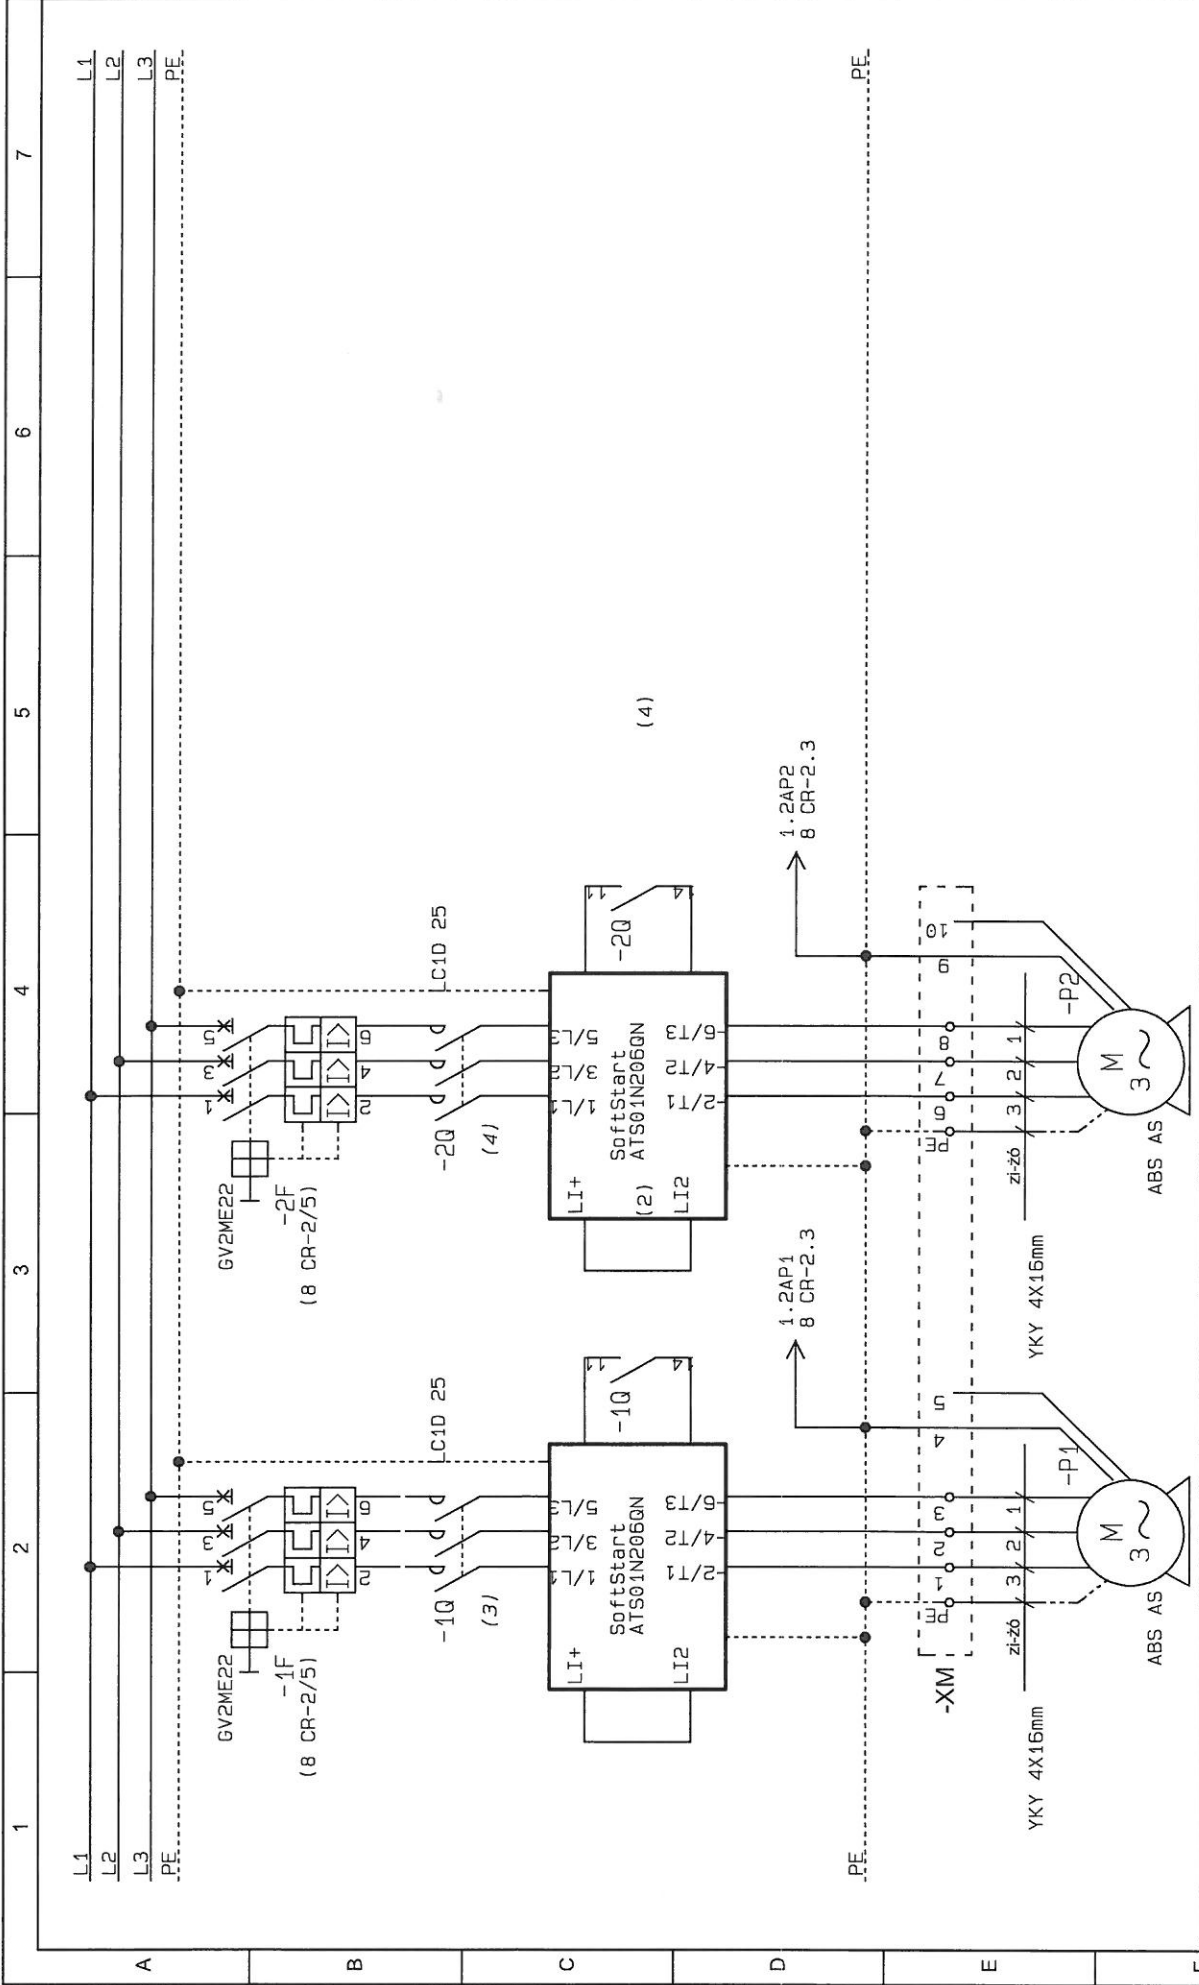 1
2
3
4
5
6
7
A
B
C
D
E
L1
L1
L2
L2
L3
L3
PE
PE
GV2ME22
-1F
(8 CR-2/5)
1
3
5
2
4
6
-1Q
(3)
LC1D 25
1/L1
3/L2
5/L3
LI+
SoftStart
ATS01N206QN
LI2
2/T1
4/T2
6/T3
-1Q
11
14
1.2AP1
8 CR-2.3
GV2ME22
-2F
(8 CR-2/5)
1
3
5
2
4
6
-2Q
(4)
LC1D 25
1/L1
3/L2
5/L3
LI+
SoftStart
ATS01N206QN
(2)
LI2
2/T1
4/T2
6/T3
-2Q
11
14
(4)
1.2AP2
8 CR-2.3
PE
PE
-XM
PE
1
2
3
4
5
PE
6
7
8
9
10
YKY 4X16mm
zi-żó
3
2
1
-P1
M
3~
ABS AS
YKY 4X16mm
zi-żó
3
2
1
-P2
M
3~
ABS AS